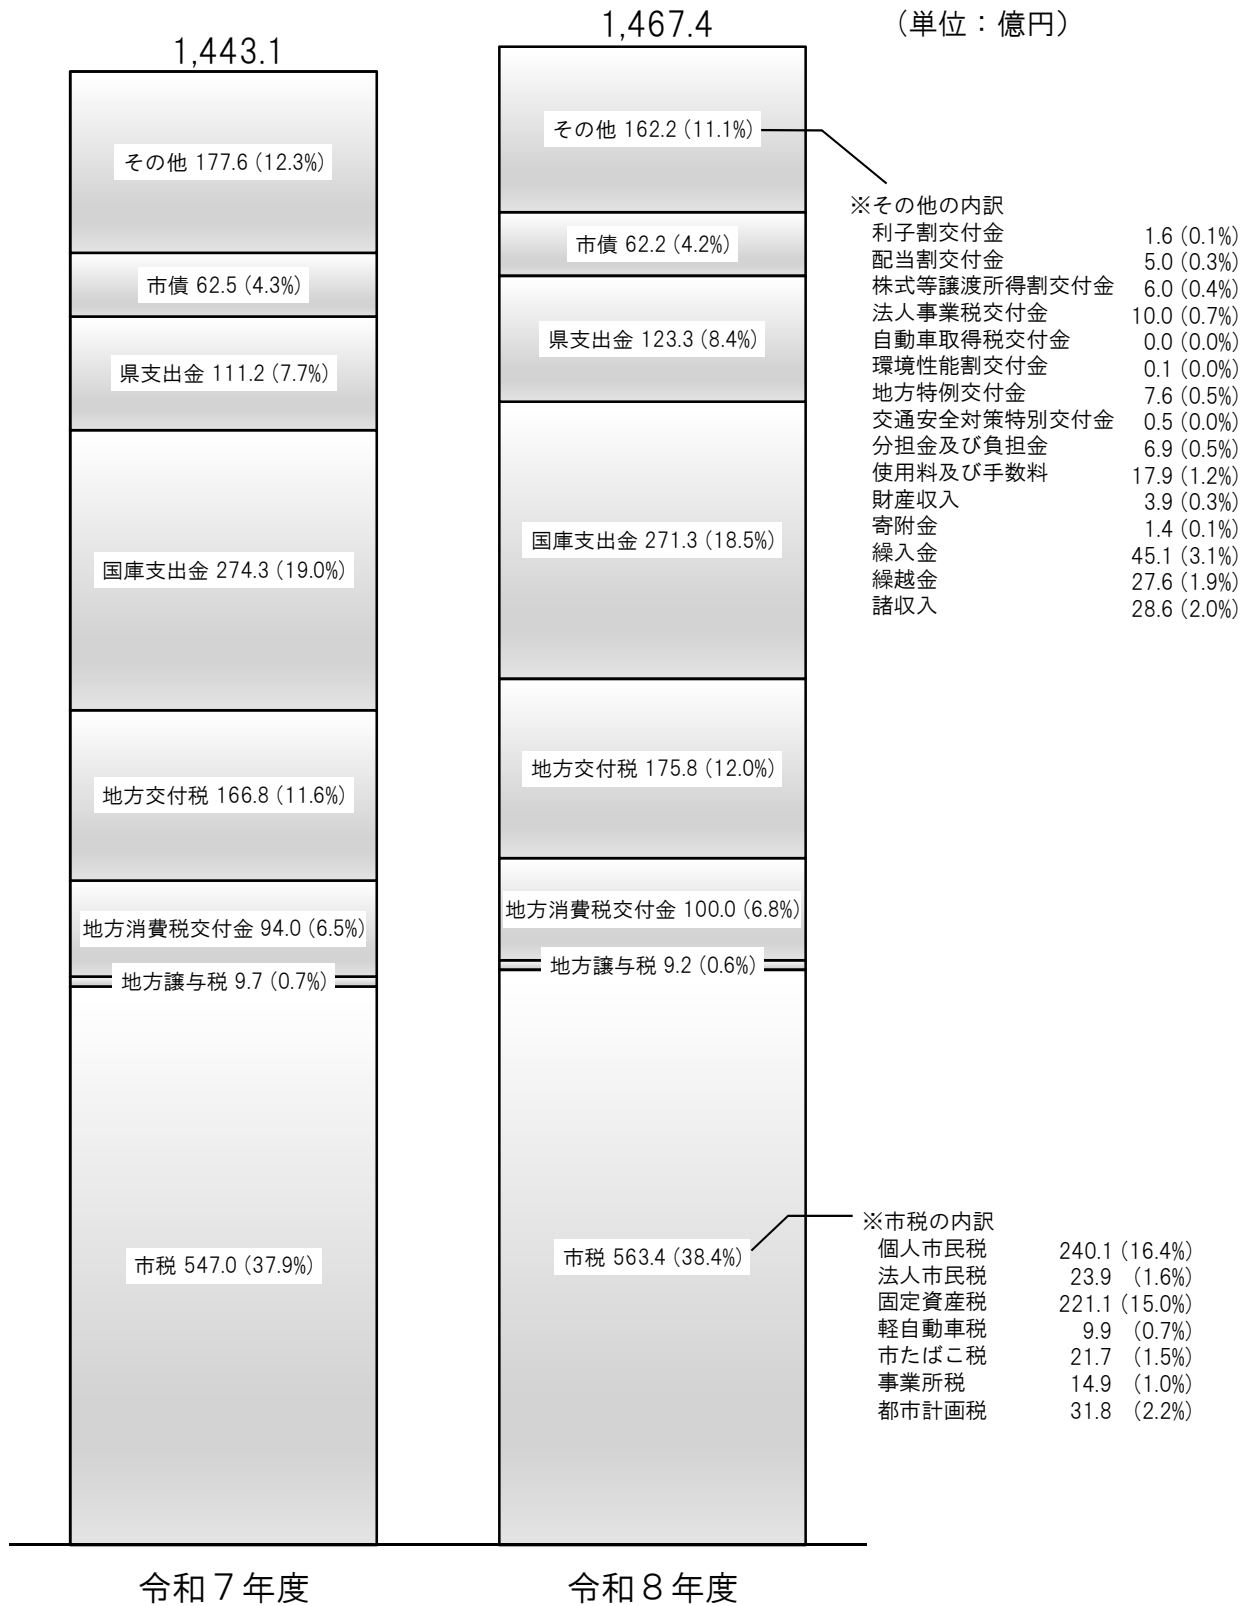 （単位：億円）
1,443.1
その他 177.6 (12.3%)
市債 62.5 (4.3%)
県支出金 111.2 (7.7%)
国庫支出金 274.3 (19.0%)
地方交付税 166.8 (11.6%)
地方消費税交付金 94.0 (6.5%)
地方譲与税 9.7 (0.7%)
市税 547.0 (37.9%)
令和７年度
1,467.4
その他 162.2 (11.1%)
市債 62.2 (4.2%)
県支出金 123.3 (8.4%)
国庫支出金 271.3 (18.5%)
地方交付税 175.8 (12.0%)
地方消費税交付金 100.0 (6.8%)
地方譲与税 9.2 (0.6%)
市税 563.4 (38.4%)
令和８年度
※その他の内訳
利子割交付金 1.6 (0.1%)
配当割交付金 5.0 (0.3%)
株式等譲渡所得割交付金 6.0 (0.4%)
法人事業税交付金 10.0 (0.7%)
自動車取得税交付金 0.0 (0.0%)
環境性能割交付金 0.1 (0.0%)
地方特例交付金 7.6 (0.5%)
交通安全対策特別交付金 0.5 (0.0%)
分担金及び負担金 6.9 (0.5%)
使用料及び手数料 17.9 (1.2%)
財産収入 3.9 (0.3%)
寄附金 1.4 (0.1%)
繰入金 45.1 (3.1%)
繰越金 27.6 (1.9%)
諸収入 28.6 (2.0%)
※市税の内訳
個人市民税 240.1 (16.4%)
法人市民税 23.9 (1.6%)
固定資産税 221.1 (15.0%)
軽自動車税 9.9 (0.7%)
市たばこ税 21.7 (1.5%)
事業所税 14.9 (1.0%)
都市計画税 31.8 (2.2%)